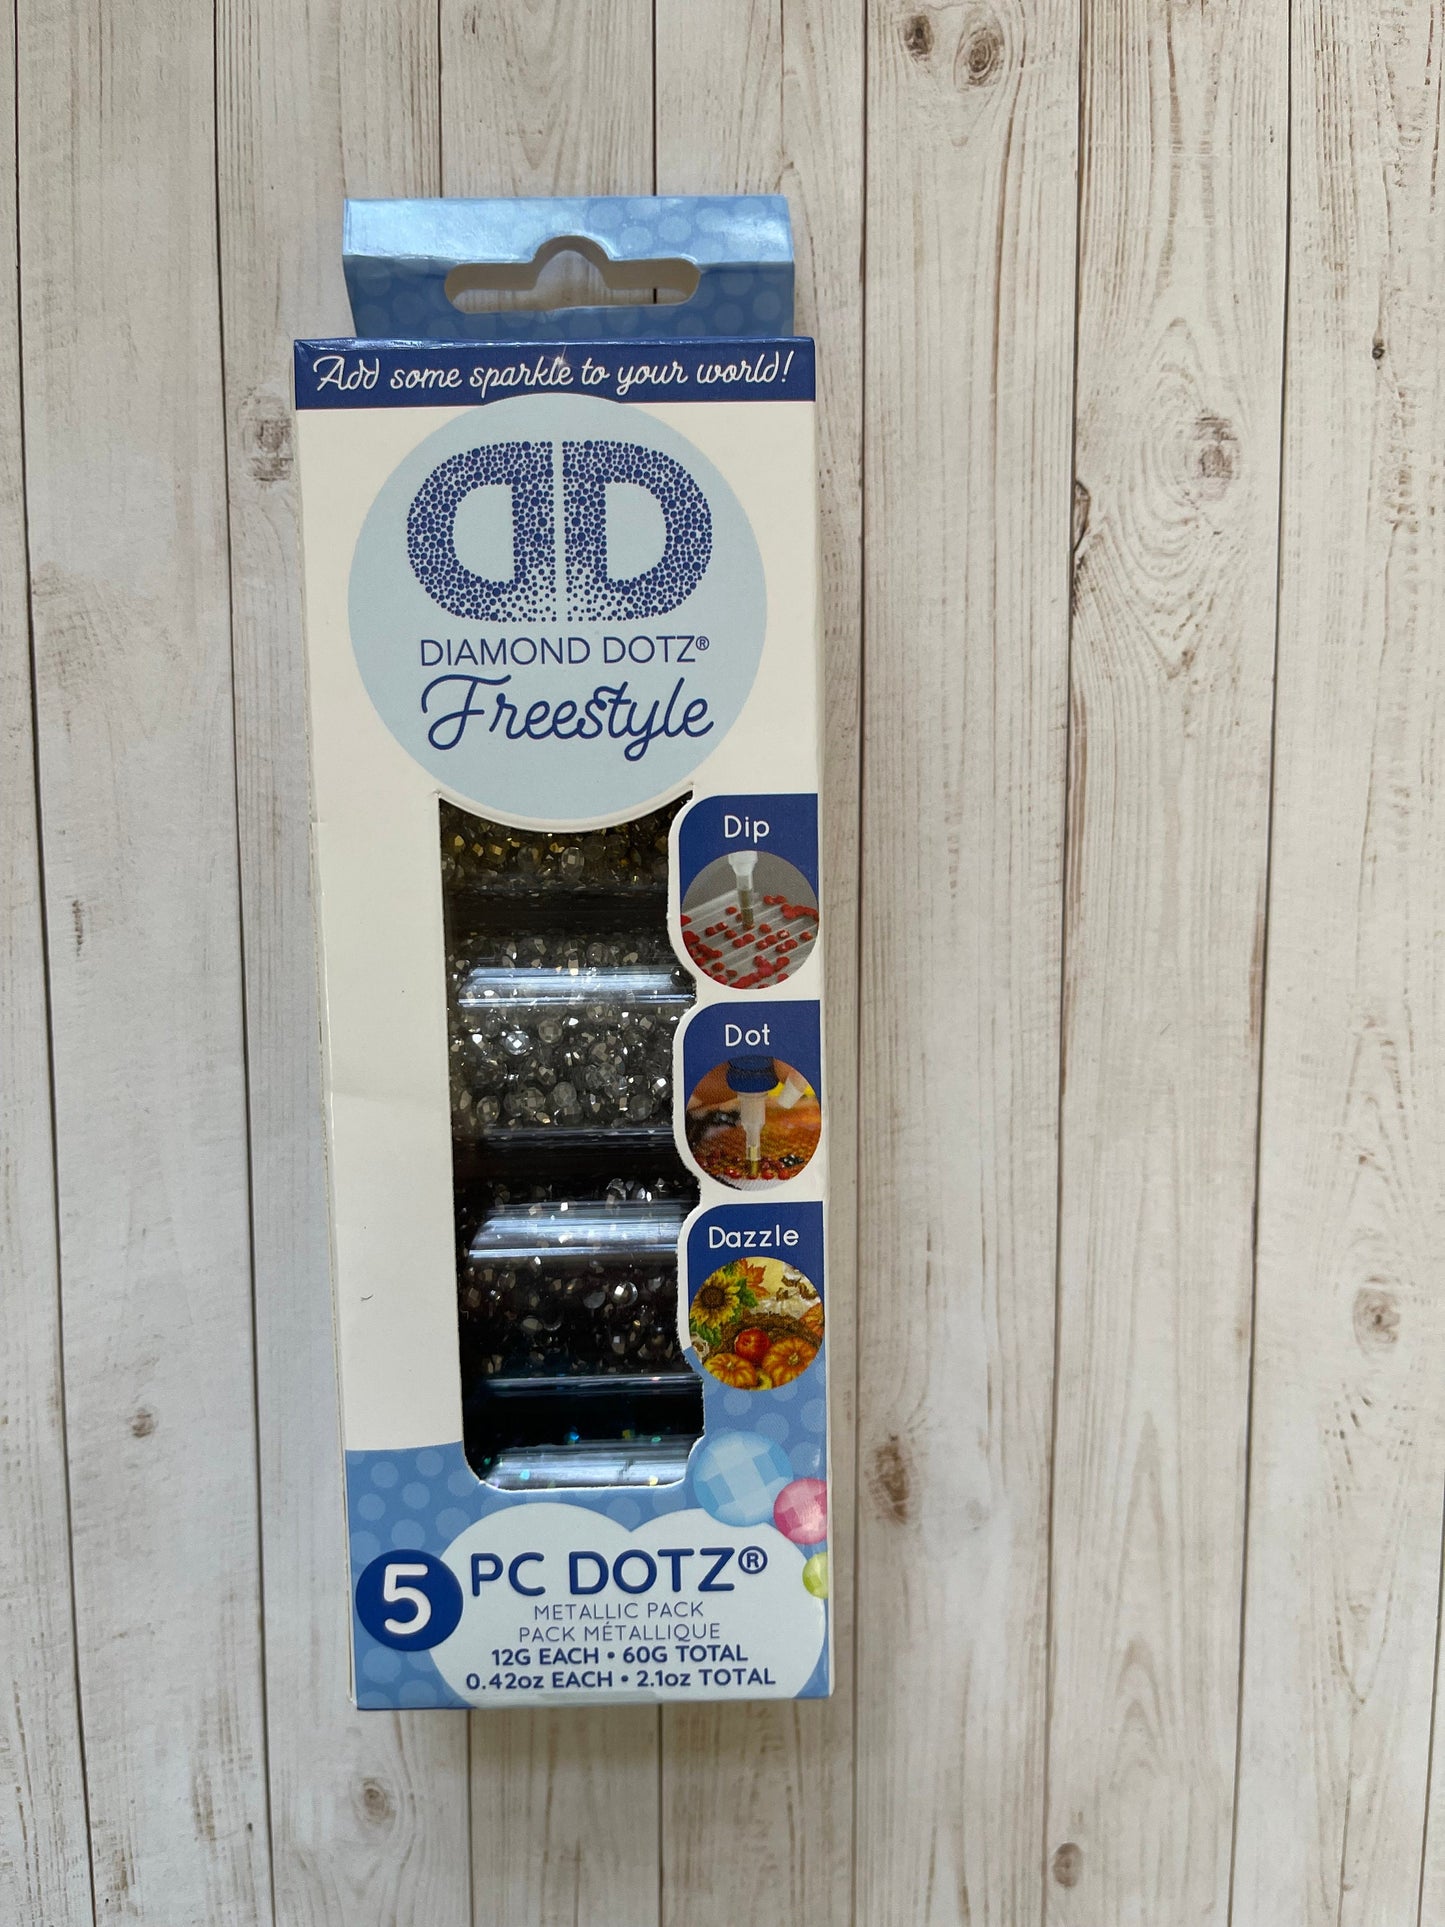 Add some sparkle to your world!
DIAMOND DOTZ®
Freestyle
Dip
Dot
Dazzle
5 PC DOTZ®
METALLIC PACK
PACK MÉTALLIQUE
12G EACH • 60G TOTAL
0.42oz EACH • 2.1oz TOTAL